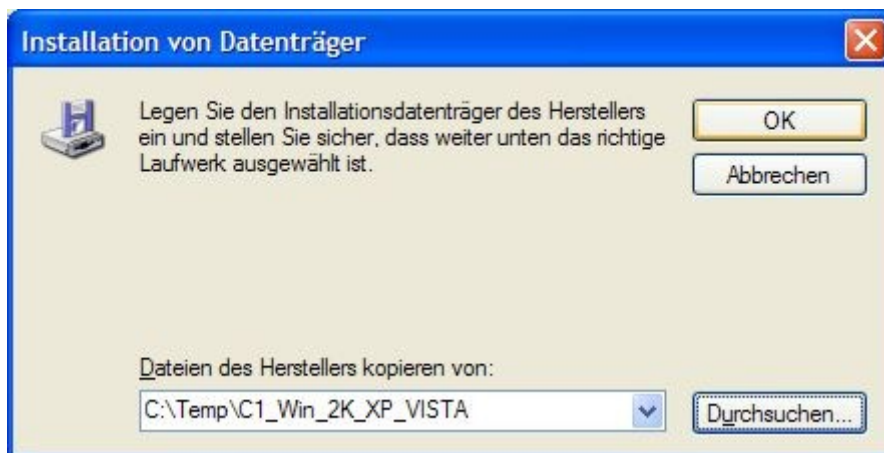 Installation von Datenträger
Legen Sie den Installationsdatenträger des Herstellers
ein und stellen Sie sicher, dass weiter unten das richtige
Laufwerk ausgewählt ist.
OK
Abbrechen
Dateien des Herstellers kopieren von:
C:\Temp\C1_Win_2K_XP_VISTA
Durchsuchen...